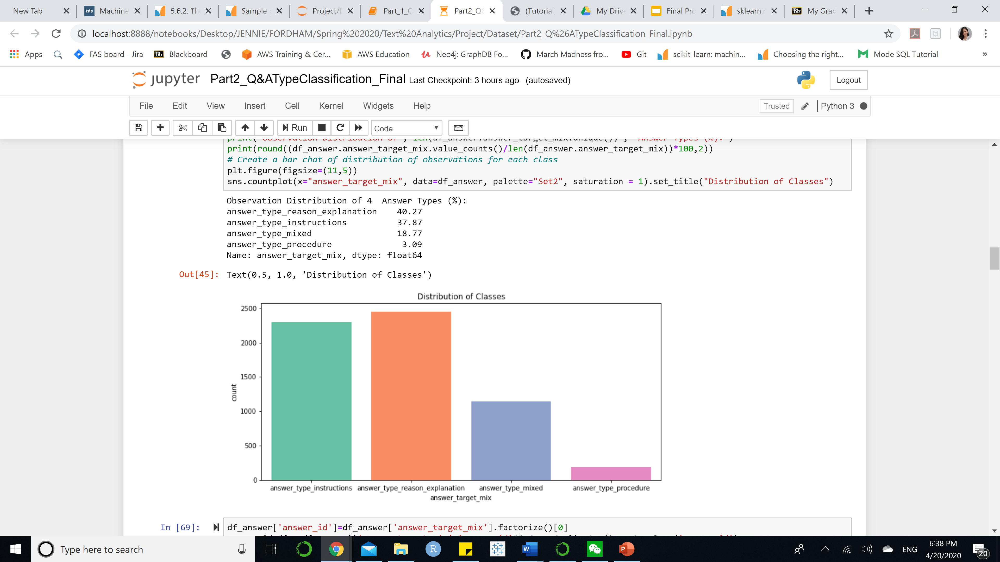 New Tab
tds Machine
5.6.2. Th
Sample
Project/
Part_1_C
Part2_Q&
(Tutorial
My Drive
Final Pro
sklearn.
Bb My Grad
localhost:8888/notebooks/Desktop/JENNIE/FORDHAM/Spring%202020/Text%20Analytics/Project/Dataset/Part2_Q%26ATypeClassification_Final.ipynb
Apps
FAS board - Jira
Bb Blackboard
AWS Training & Cer...
AWS Education
Neo4j: GraphDB Fo...
March Madness fro...
Git
scikit-learn: machin...
Choosing the right...
Mode SQL Tutorial
»
jupyter Part2_Q&ATypeClassification_Final Last Checkpoint: 3 hours ago (autosaved)
Logout
File Edit View Insert Cell Kernel Widgets Help
Trusted
Python 3
Run
Code
print(round((df_answer.answer_target_mix.value_counts()/len(df_answer.answer_target_mix))*100,2))
# Create a bar chat of distribution of observations for each class
plt.figure(figsize=(11,5))
sns.countplot(x="answer_target_mix", data=df_answer, palette="Set2", saturation = 1).set_title("Distribution of Classes")
Observation Distribution of 4 Answer Types (%):
answer_type_reason_explanation 40.27
answer_type_instructions 37.87
answer_type_mixed 18.77
answer_type_procedure 3.09
Name: answer_target_mix, dtype: float64
Out[45]: Text(0.5, 1.0, 'Distribution of Classes')
Distribution of Classes
2500
2000
1500
1000
500
0
count
answer_type_instructions answer_type_reason_explanation answer_type_mixed answer_type_procedure
answer_target_mix
In [69]: df_answer['answer_id']=df_answer['answer_target_mix'].factorize()[0]
Type here to search
R
W
P
ENG
6:38 PM
4/20/2020
20